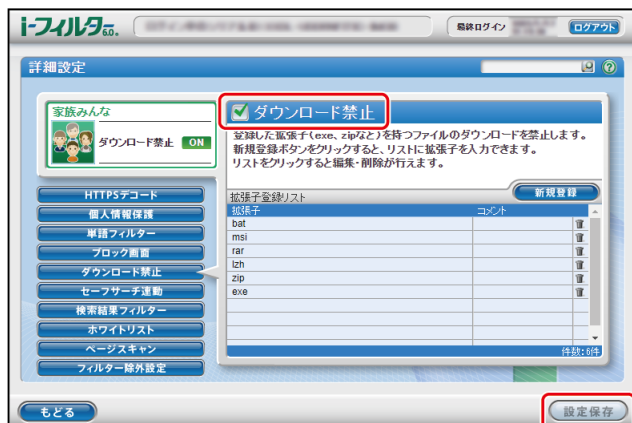 i-フィルタ6.0.
最終ログイン
ログアウト
詳細設定
家族みんな
ダウンロード禁止 ON
ダウンロード禁止
登録した拡張子(exe、zipなど)を持つファイルのダウンロードを禁止します。
新規登録ボタンをクリックすると、リストに拡張子を入力できます。
リストをクリックすると編集・削除が行えます。
HTTPSデコード
個人情報保護
単語フィルター
ブロック画面
ダウンロード禁止
セーフサーチ連動
検索結果フィルター
ホワイトリスト
ページスキャン
フィルター除外設定
拡張子登録リスト
新規登録
拡張子 コメント
bat
msi
rar
lzh
zip
exe
件数:6件
もどる
設定保存